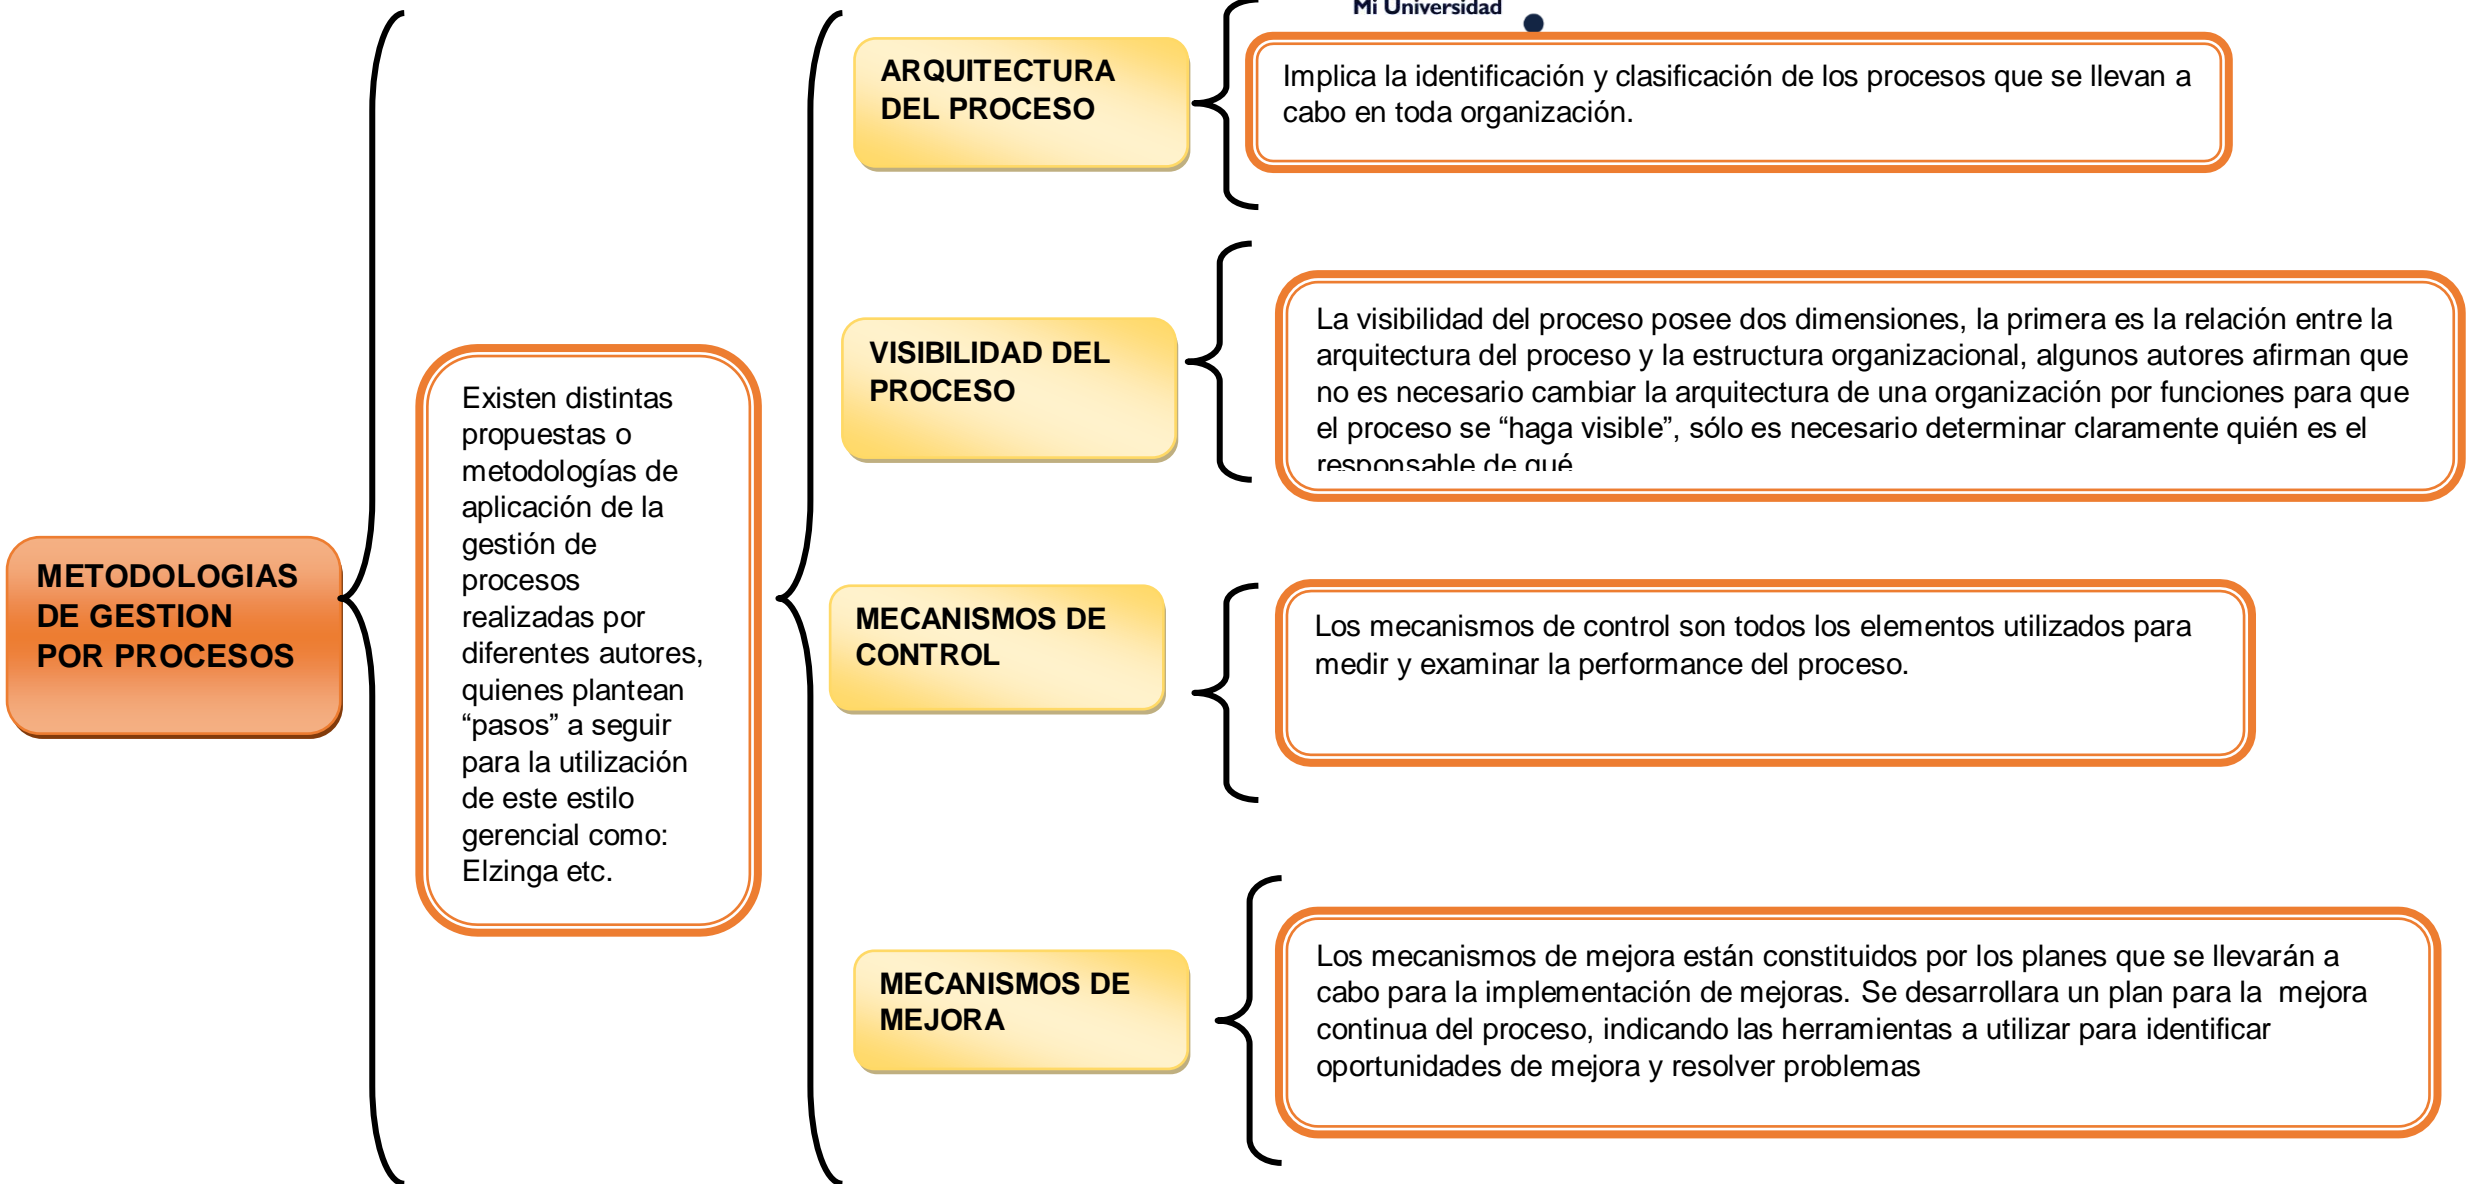 Mi Universidad
METODOLOGIAS
DE GESTION
POR PROCESOS
Existen distintas
propuestas o
metodologías de
aplicación de la
gestión de
procesos
realizadas por
diferentes autores,
quienes plantean
“pasos” a seguir
para la utilización
de este estilo
gerencial como:
Elzinga etc.
ARQUITECTURA
DEL PROCESO
Implica la identificación y clasificación de los procesos que se llevan a
cabo en toda organización.
VISIBILIDAD DEL
PROCESO
La visibilidad del proceso posee dos dimensiones, la primera es la relación entre la
arquitectura del proceso y la estructura organizacional, algunos autores afirman que
no es necesario cambiar la arquitectura de una organización por funciones para que
el proceso se “haga visible”, sólo es necesario determinar claramente quién es el
responsable de qué
MECANISMOS DE
CONTROL
Los mecanismos de control son todos los elementos utilizados para
medir y examinar la performance del proceso.
MECANISMOS DE
MEJORA
Los mecanismos de mejora están constituidos por los planes que se llevarán a
cabo para la implementación de mejoras. Se desarrollara un plan para la  mejora
continua del proceso, indicando las herramientas a utilizar para identificar
oportunidades de mejora y resolver problemas